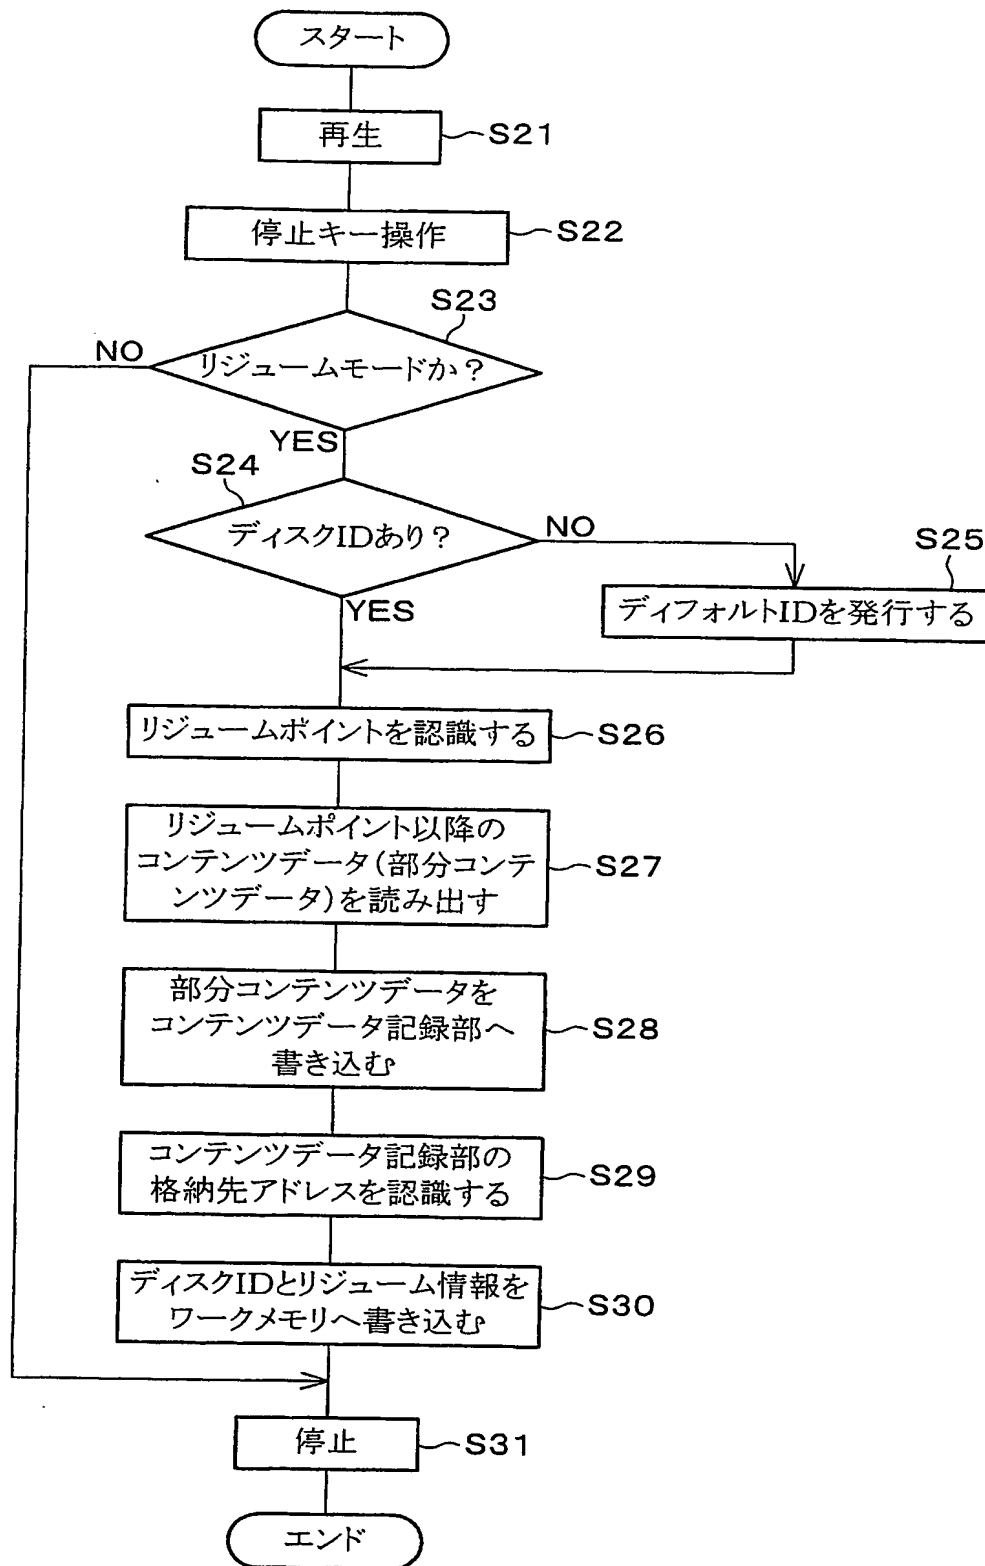 スタート
再生
S21
停止キー操作
S22
S23
リジュームモードか？
NO
YES
S24
ディスクIDあり？
NO
YES
S25
ディフォルトIDを発行する
リジュームポイントを認識する
S26
リジュームポイント以降の
コンテンツデータ(部分コンテ
ンツデータ)を読み出す
S27
部分コンテンツデータを
コンテンツデータ記録部へ
書き込む
S28
コンテンツデータ記録部の
格納先アドレスを認識する
S29
ディスクIDとリジューム情報を
ワークメモリへ書き込む
S30
停止
S31
エンド